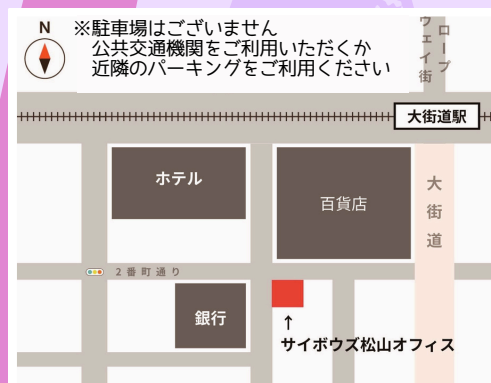 N
※駐車場はございません
公共交通機関をご利用いただくか
近隣のパーキングをご利用ください
ロープ
ウェイ街
大街道駅
ホテル
百貨店
大街道
2番町通り
銀行
↑
サイボウズ松山オフィス